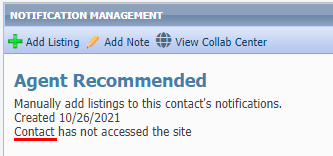 NOTIFICATION MANAGEMENT
Add Listing Add Note View Collab Center
Agent Recommended
Manually add listings to this contact's notifications.
Created 10/26/2021
Contact has not accessed the site